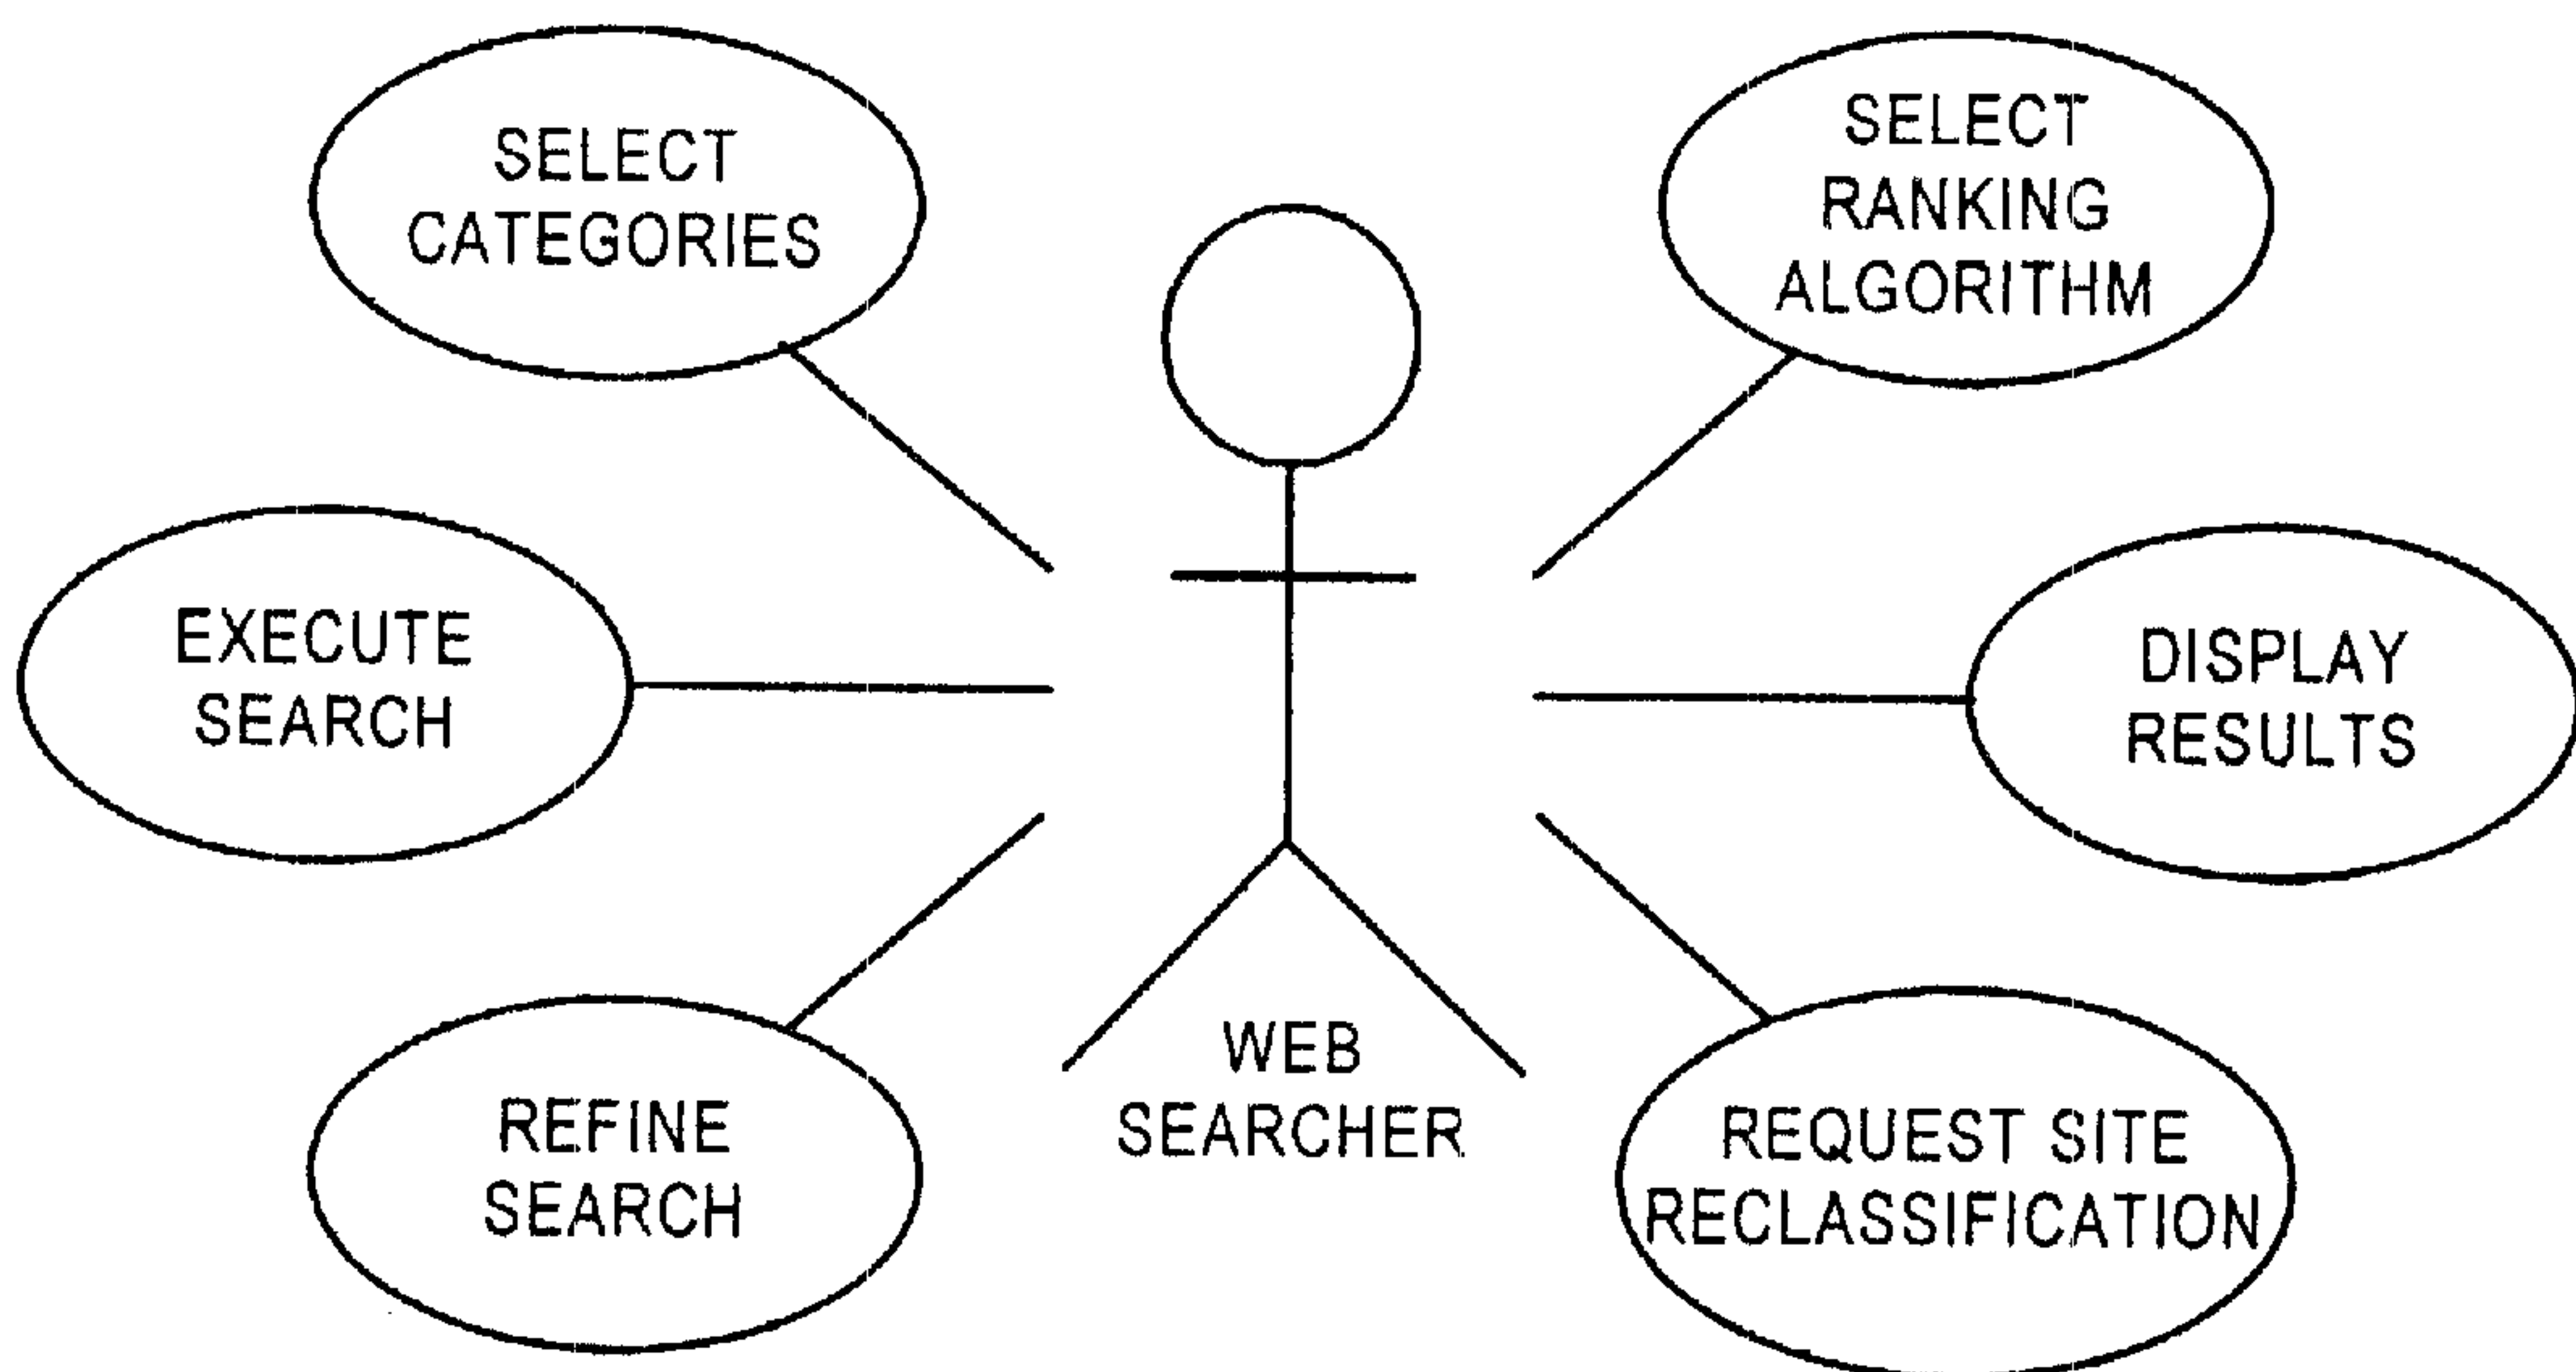 SELECT
CATEGORIES
SELECT
RANKING
ALGORITHM
EXECUTE
SEARCH
DISPLAY
RESULTS
REFINE
SEARCH
WEB
SEARCHER
REQUEST SITE
RECLASSIFICATION